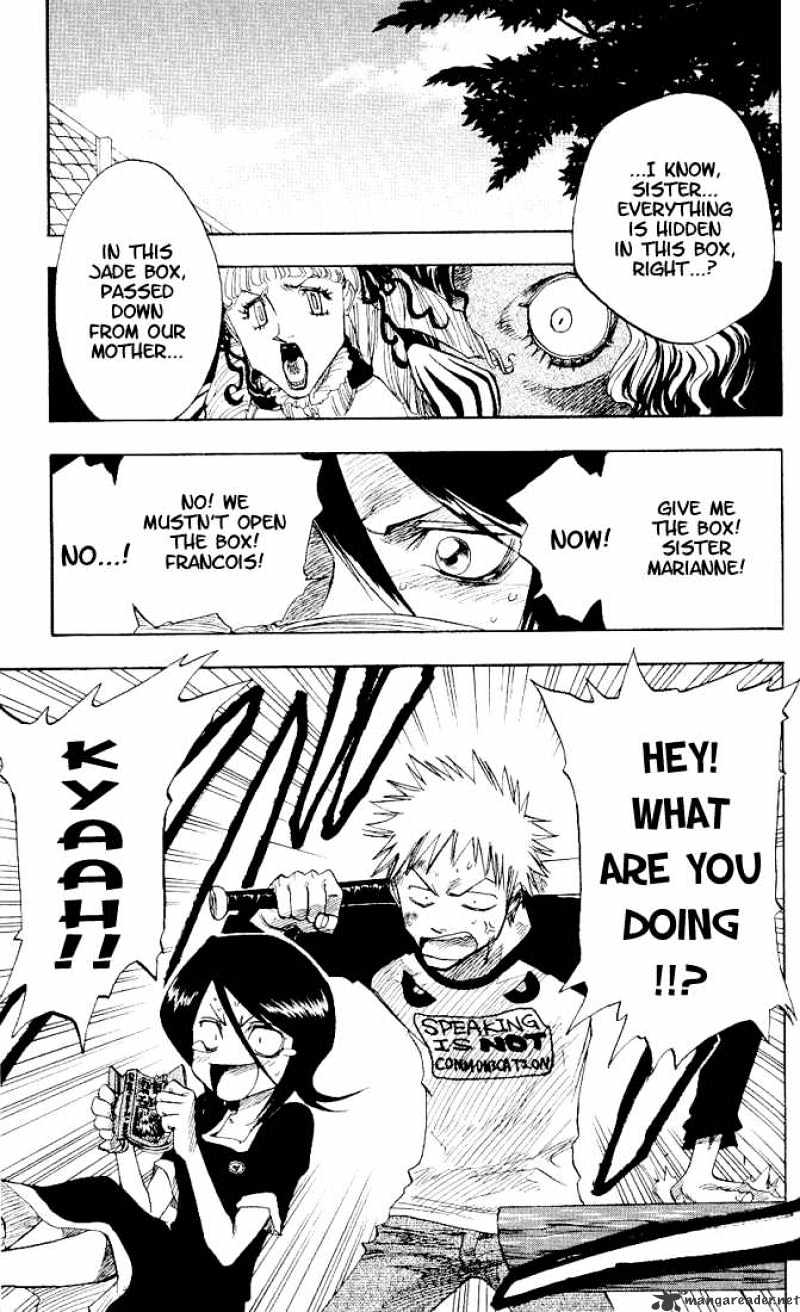 ...I KNOW,
SISTER...
EVERYTHING
IS HIDDEN
IN THIS BOX,
RIGHT...?
IN THIS
JADE BOX,
PASSED
DOWN
FROM OUR
MOTHER...
GIVE ME
THE BOX!
SISTER
MARIANNE!
NOW!
NO! WE
MUSTN'T OPEN
THE BOX!
FRANCOIS!
NO...!
HEY!
WHAT
ARE YOU
DOING
!!?
KYAAH!!
SPEAKING
IS NOT
COMMUNICATION
mangareader.net